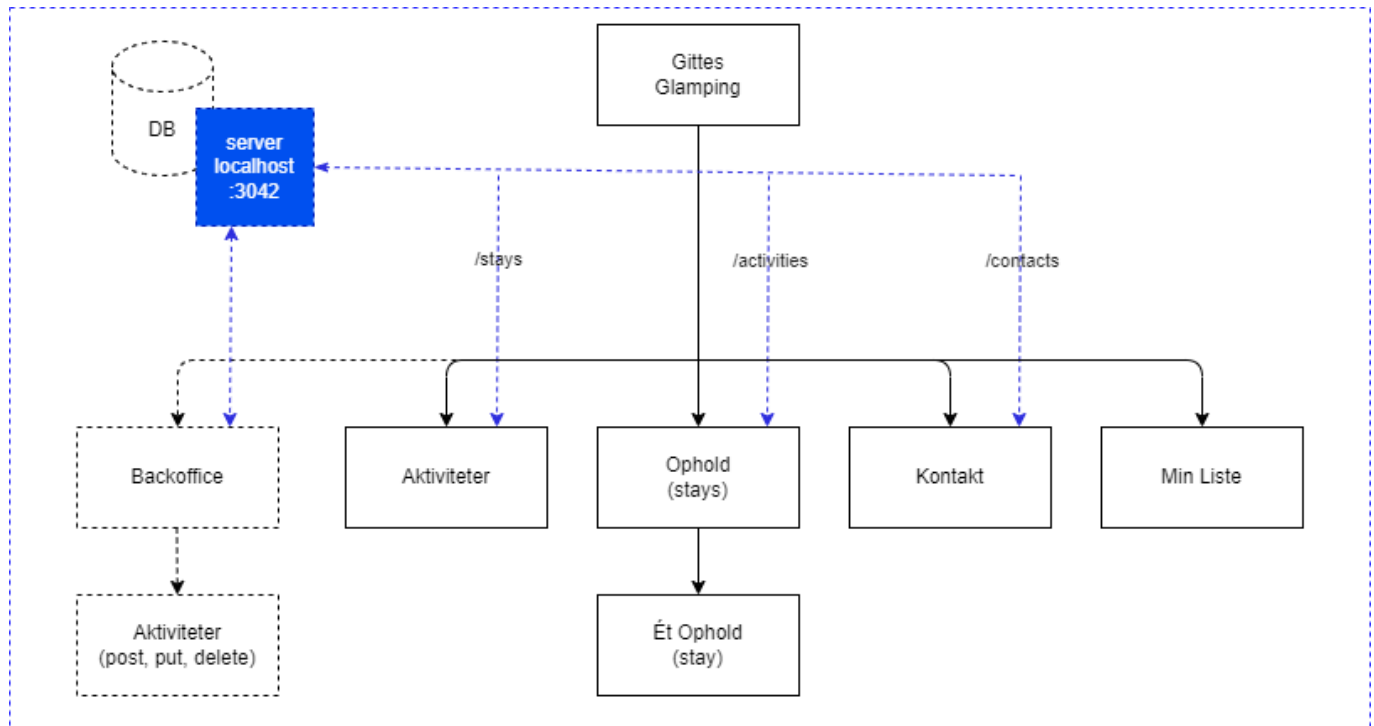 Gittes
Glamping
DB
server
localhost
:3042
/stays
/activities
/contacts
Backoffice
Aktiviteter
Ophold
(stays)
Kontakt
Min Liste
Aktiviteter
(post, put, delete)
Ét Ophold
(stay)